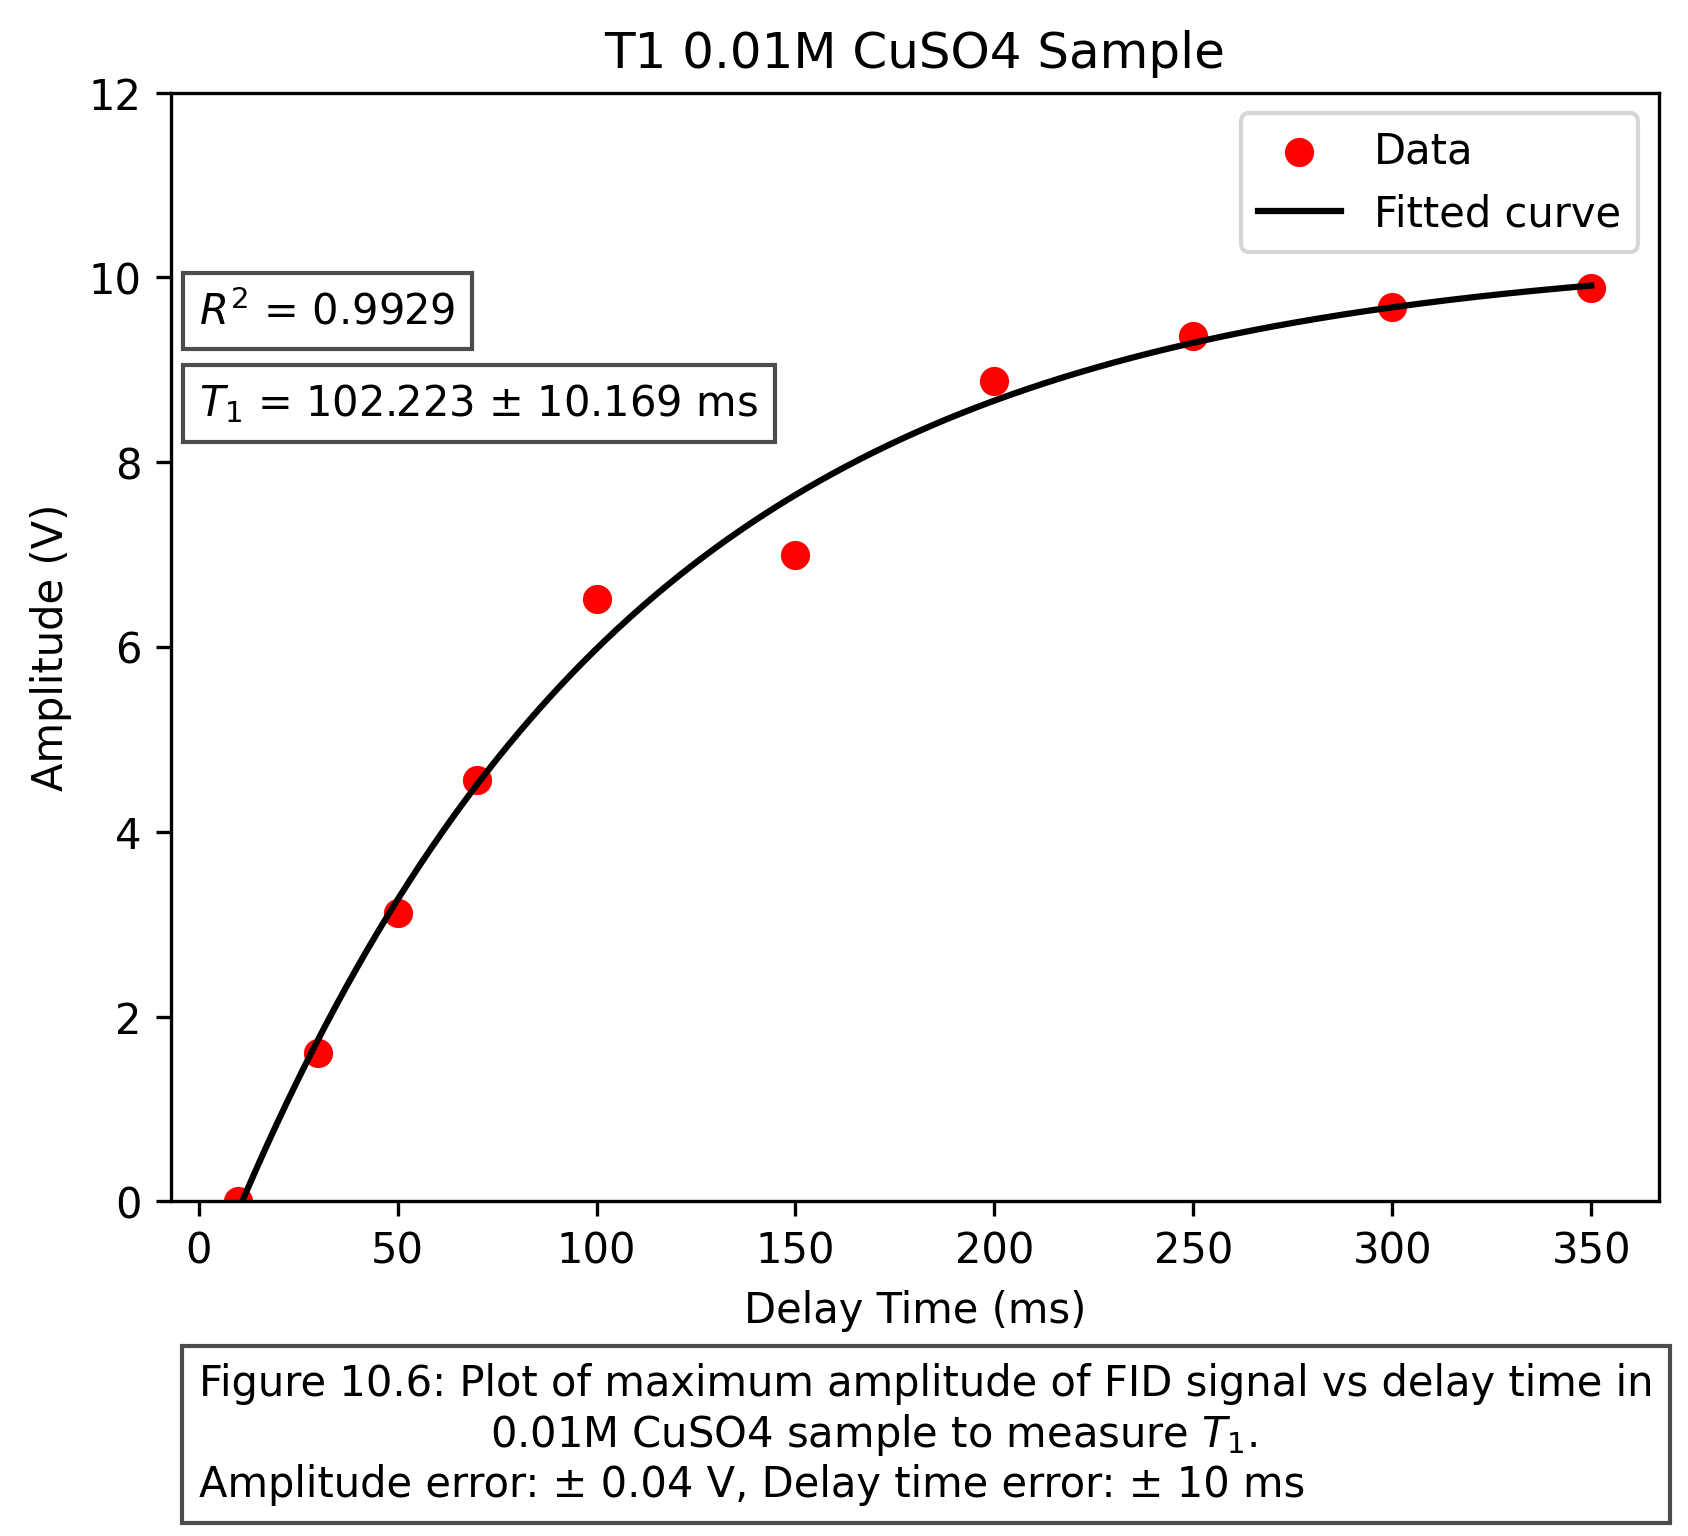 T1 0.01M CuSO4 Sample
Data
Fitted curve
R² = 0.9929
T₁ = 102.223 ± 10.169 ms
Amplitude (V)
12
10
8
6
4
2
0
0 50 100 150 200 250 300 350
Delay Time (ms)
Figure 10.6: Plot of maximum amplitude of FID signal vs delay time in
0.01M CuSO4 sample to measure T₁.
Amplitude error: ± 0.04 V, Delay time error: ± 10 ms